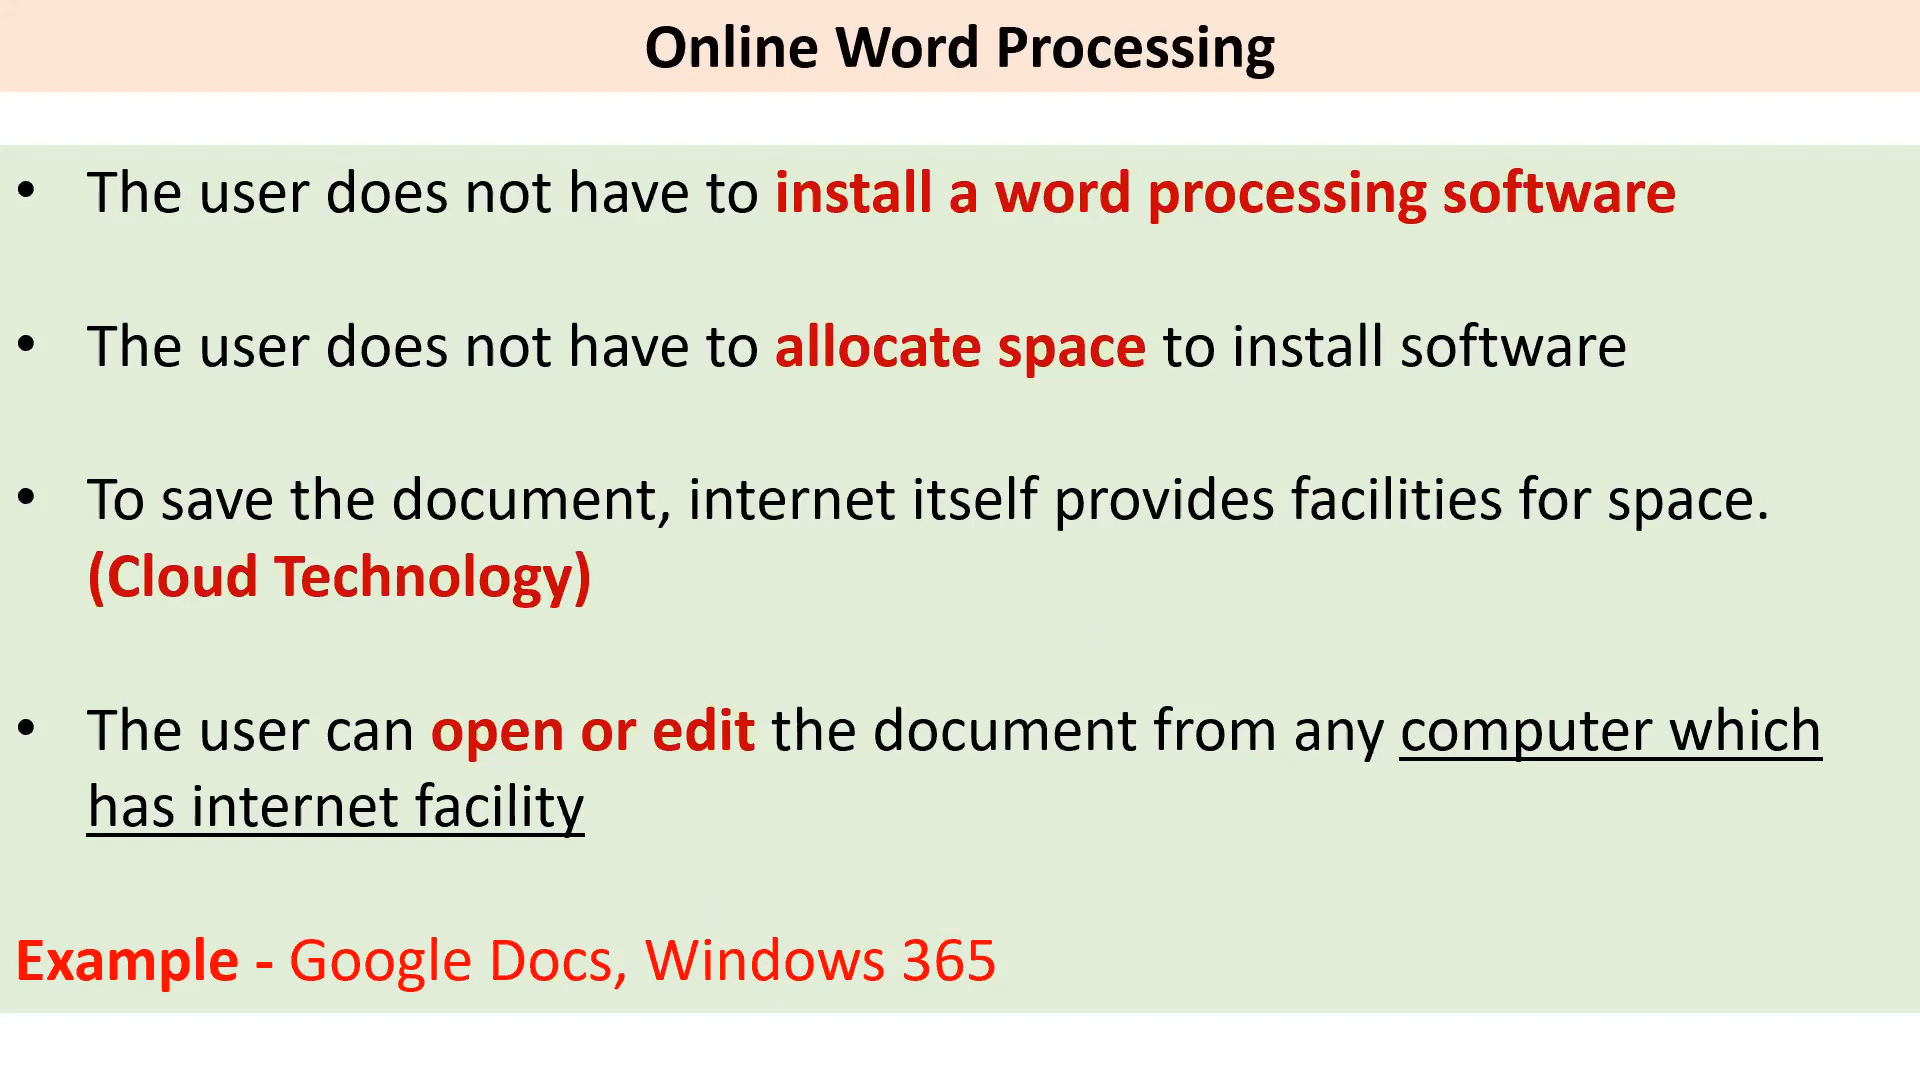 Online Word Processing
• The user does not have to install a word processing software
• The user does not have to allocate space to install software
• To save the document, internet itself provides facilities for space.
(Cloud Technology)
• The user can open or edit the document from any computer which
has internet facility
Example - Google Docs, Windows 365